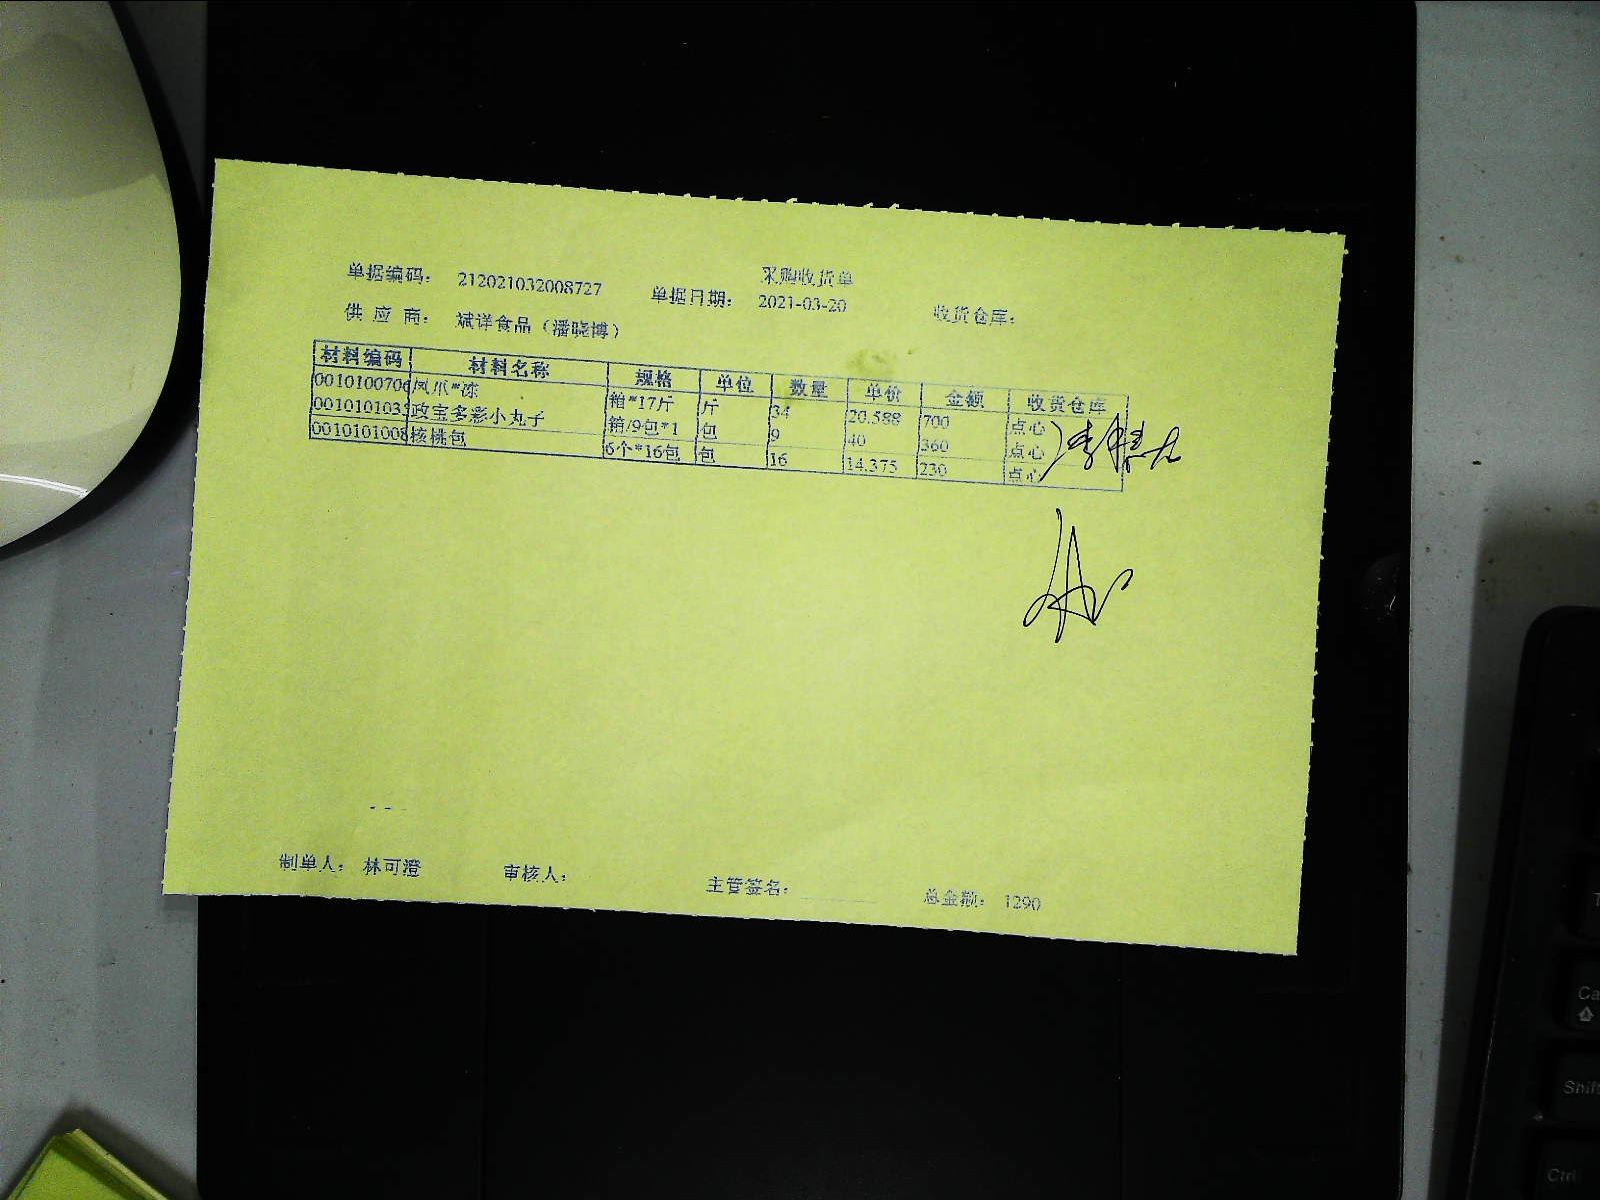 采购收货单
单据编码： 212021032008727 单据日期： 2021-03-20 收货仓库：
供 应 商： 斌洋食品（潘晓博）
材料编码 材料名称 规格 单位 数量 单价 金额 收货仓库
001010070 凤爪*冻 箱*17斤 斤 34 20.588 700 点心
001010103 政宝多彩小丸子 箱/9包*1 包 9 40 360 点心
0010101008 核桃包 6个*16包 包 16 14.375 230 点心
制单人： 林可澄 审核人： 主管签名： 总金额： 1290
Shift
Ctrl